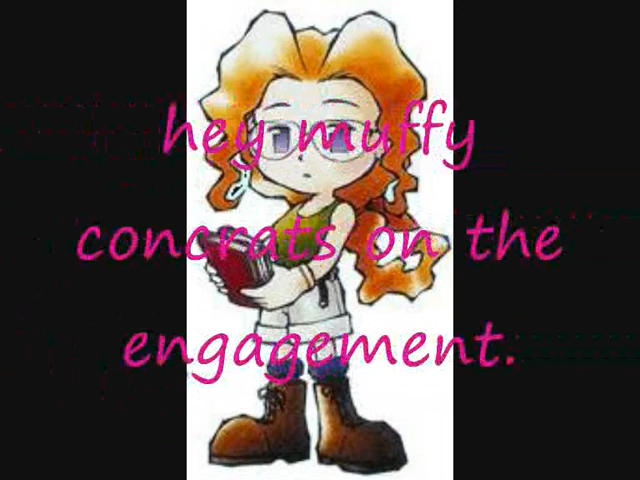 hey muffy
concrats on the
engagement.